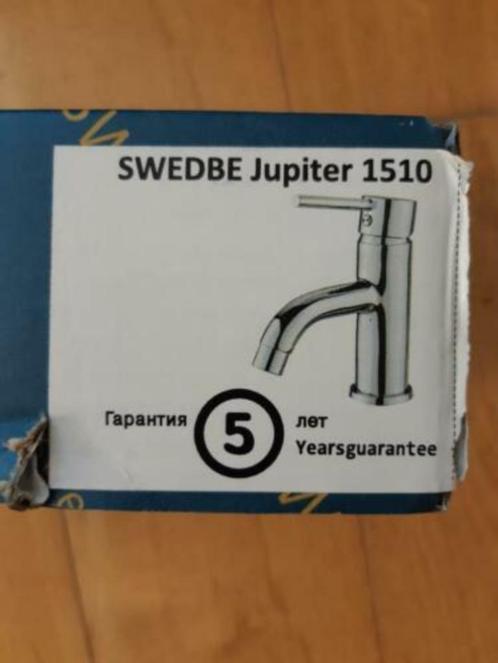 SWEDBE Jupiter 1510
Гарантия 5 лет
Yearsguarantee